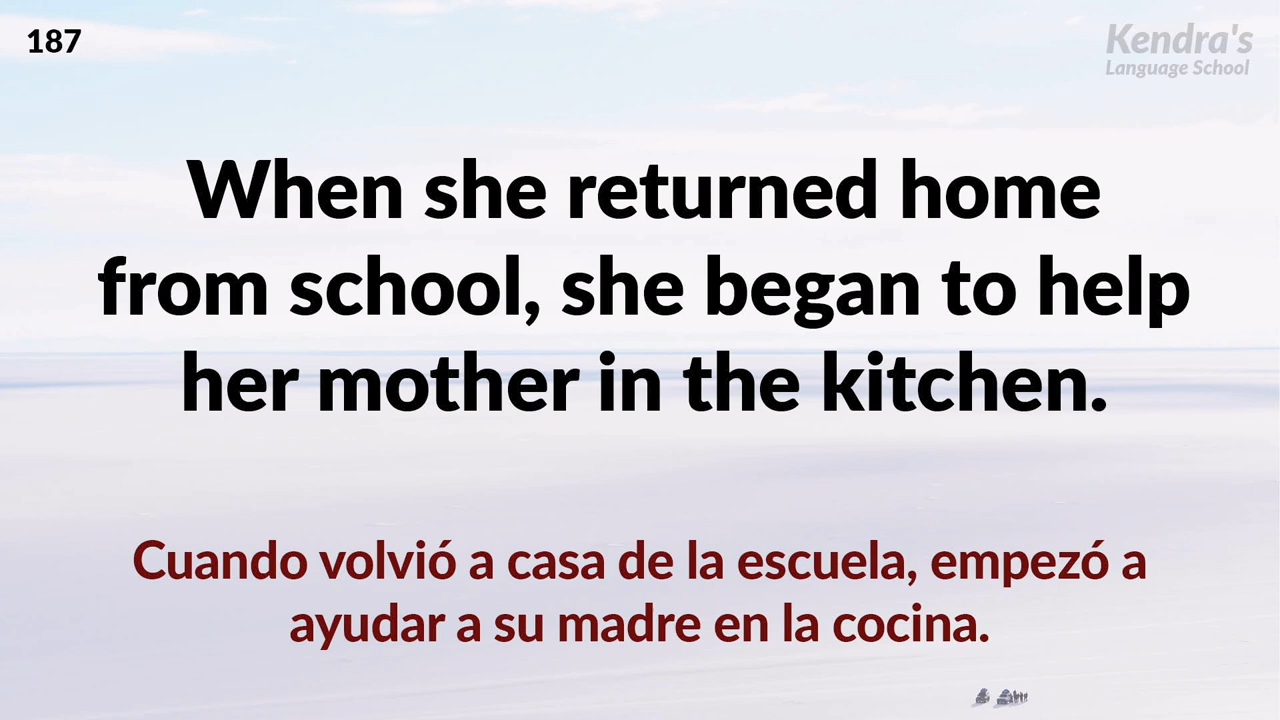 187
Kendra's
Language School
When she returned home
from school, she began to help
her mother in the kitchen.
Cuando volvió a casa de la escuela, empezó a
ayudar a su madre en la cocina.